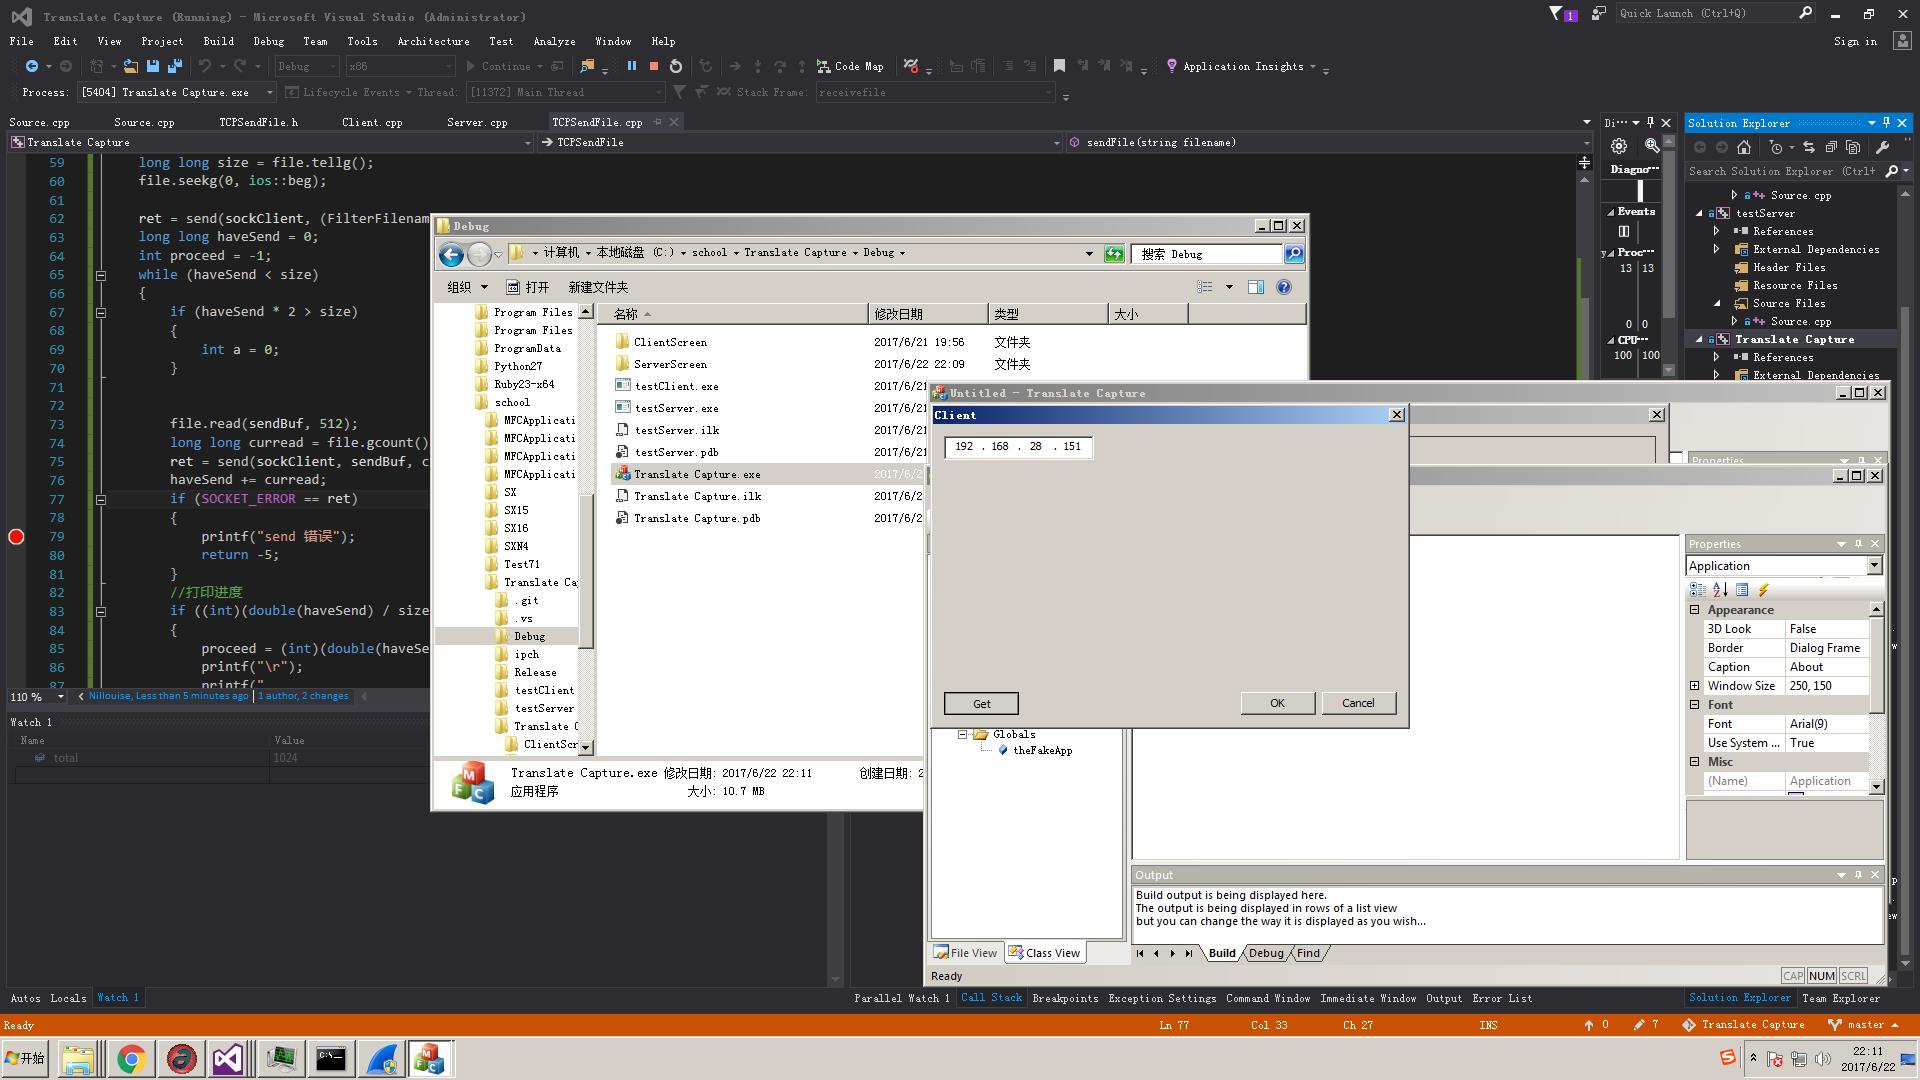 Translate Capture (Running) - Microsoft Visual Studio (Administrator)
1
Quick Launch (Ctrl+Q)
File Edit View Project Build Debug Team Tools Architecture Test Analyze Window Help
Sign in
Debug x86 Continue Code Map Application Insights
Process: [5404] Translate Capture.exe Lifecycle Events Thread: [11372] Main Thread Stack Frame: receivefile
Source.cpp Source.cpp TCPSendFile.h Client.cpp Server.cpp TCPSendFile.cpp
Translate Capture TCPSendFile sendFile(string filename)
59 long long size = file.tellg();
60 file.seekg(0, ios::beg);
61
62 ret = send(sockClient, (FilterFilenam
63 long long haveSend = 0;
64 int proceed = -1;
65 while (haveSend < size)
66 {
67 if (haveSend * 2 > size)
68 {
69 int a = 0;
70 }
71
72
73 file.read(sendBuf, 512);
74 long long curread = file.gcount()
75 ret = send(sockClient, sendBuf, c
76 haveSend += curread;
77 if (SOCKET_ERROR == ret)
78 {
79 printf("send 错误");
80 return -5;
81 }
82 //打印进度
83 if ((int)(double(haveSend) / size
84 {
85 proceed = (int)(double(haveSe
86 printf("\r");
87 printf("
110 % Nillouise, Less than 5 minutes ago | 1 author, 2 changes
Watch 1
Name Value
total 1024
Autos Locals Watch 1
Debug
计算机 本地磁盘 (C:) school Translate Capture Debug
搜索 Debug
组织 打开 新建文件夹
Program Files
Program Files
ProgramData
Python27
Ruby23-x64
school
MFCApplicati
MFCApplicati
MFCApplicati
MFCApplicati
SX
SX15
SX16
SXN4
Test71
Translate Ca
.git
.vs
Debug
ipch
Release
testClient
testServer
Translate C
ClientScr
名称 修改日期 类型 大小
ClientScreen 2017/6/21 19:56 文件夹
ServerScreen 2017/6/22 22:09 文件夹
testClient.exe 2017/6/21
testServer.exe 2017/6/21
testServer.ilk 2017/6/21
testServer.pdb 2017/6/21
Translate Capture.exe 2017/6/22
Translate Capture.ilk 2017/6/22
Translate Capture.pdb 2017/6/22
Translate Capture.exe 修改日期: 2017/6/22 22:11 创建日期: 2
应用程序 大小: 10.7 MB
Untitled - Translate Capture
Client
192 . 168 . 28 . 151
Get OK Cancel
Globals
theFakeApp
File View Class View
Ready
CAP NUM SCRL
Properties
Properties
Application
Appearance
3D Look False
Border Dialog Frame
Caption About
Window Size 250, 150
Font
Font Arial(9)
Use System ... True
Misc
(Name) Application
Output
Build output is being displayed here.
The output is being displayed in rows of a list view
but you can change the way it is displayed as you wish...
Build Debug Find
Di···
Diagno···
Events
Proc···
13 13
0 0
CPU···
100 100
Solution Explorer
Search Solution Explorer (Ctrl+
Source.cpp
testServer
References
External Dependencies
Header Files
Resource Files
Source Files
Source.cpp
Translate Capture
References
External Dependencies
Parallel Watch 1 Call Stack Breakpoints Exception Settings Command Window Immediate Window Output Error List
Solution Explorer Team Explorer
Ready Ln 77 Col 33 Ch 27 INS 0 7 Translate Capture master
开始
22:11
2017/6/22